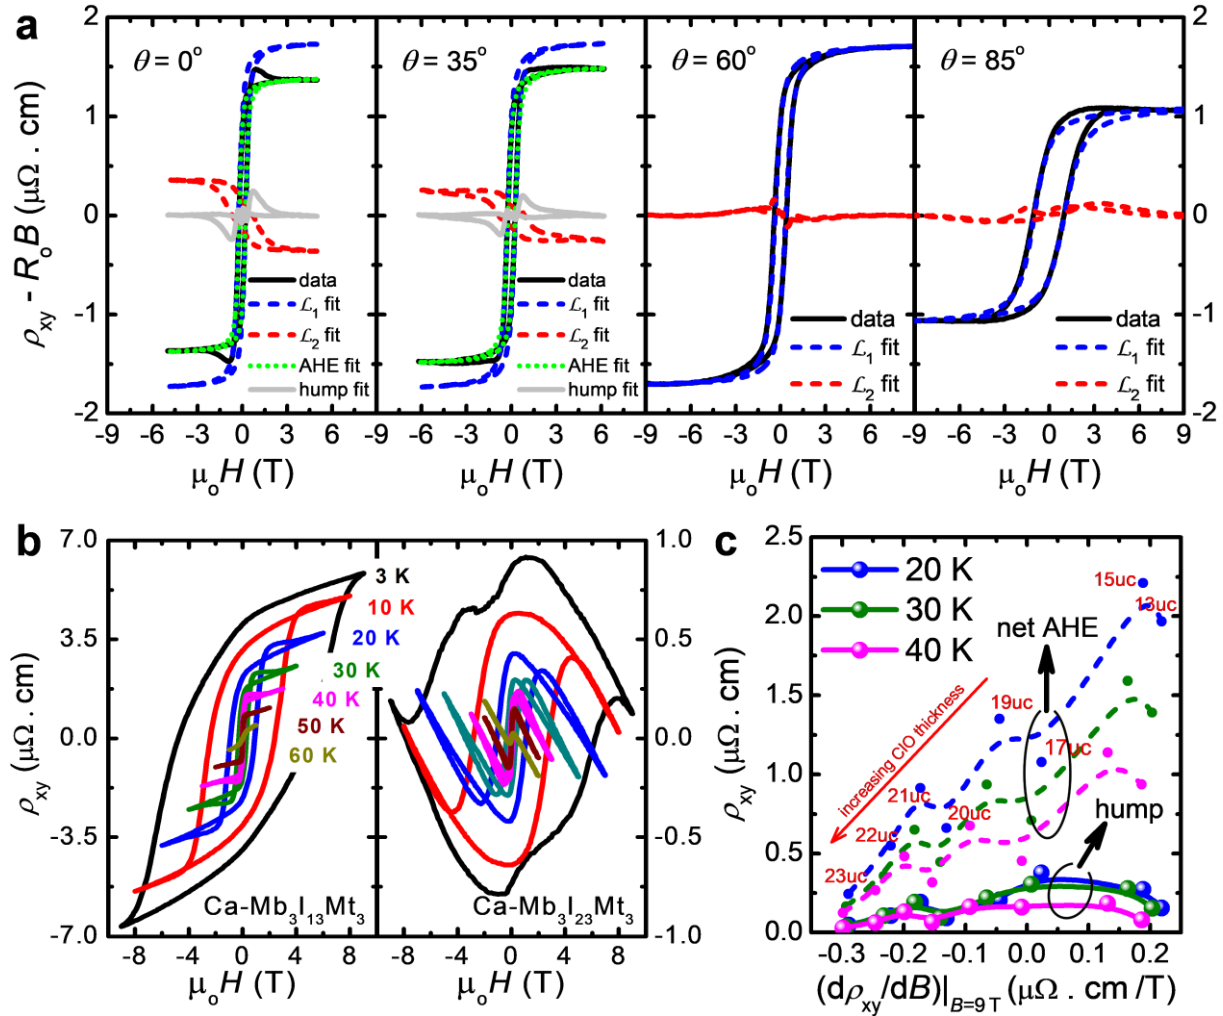 a
θ = 0° θ = 35° θ = 60° θ = 85°
2 1 0 -1 -2
ρxy - RoB (μΩ . cm)
data
ℒ1 fit
ℒ2 fit
AHE fit
hump fit
data
ℒ1 fit
ℒ2 fit
AHE fit
hump fit
data
ℒ1 fit
ℒ2 fit
data
ℒ1 fit
ℒ2 fit
2 1 0 -1 -2
-9 -6 -3 0 3 6 -9 -6 -3 0 3 6 -9 -6 -3 0 3 6 -9 -6 -3 0 3 6 9
μoH (T) μoH (T) μoH (T) μoH (T)
b
7.0 3.5 0.0 -3.5 -7.0
ρxy (μΩ . cm)
3 K
10 K
20 K
30 K
40 K
50 K
60 K
Ca-Mb3I13Mt3 Ca-Mb3I23Mt3
1.0 0.5 0.0 -0.5 -1.0
-8 -4 0 4 8 -8 -4 0 4 8
μoH (T) μoH (T)
c
2.5 2.0 1.5 1.0 0.5 0.0
ρxy (μΩ . cm)
20 K
30 K
40 K
15uc
13uc
net AHE
19uc
17uc
increasing CIO thickness
21uc
20uc
22uc
23uc
hump
-0.3 -0.2 -0.1 0.0 0.1 0.2
(dρxy/dB)|B=9 T (μΩ . cm /T)